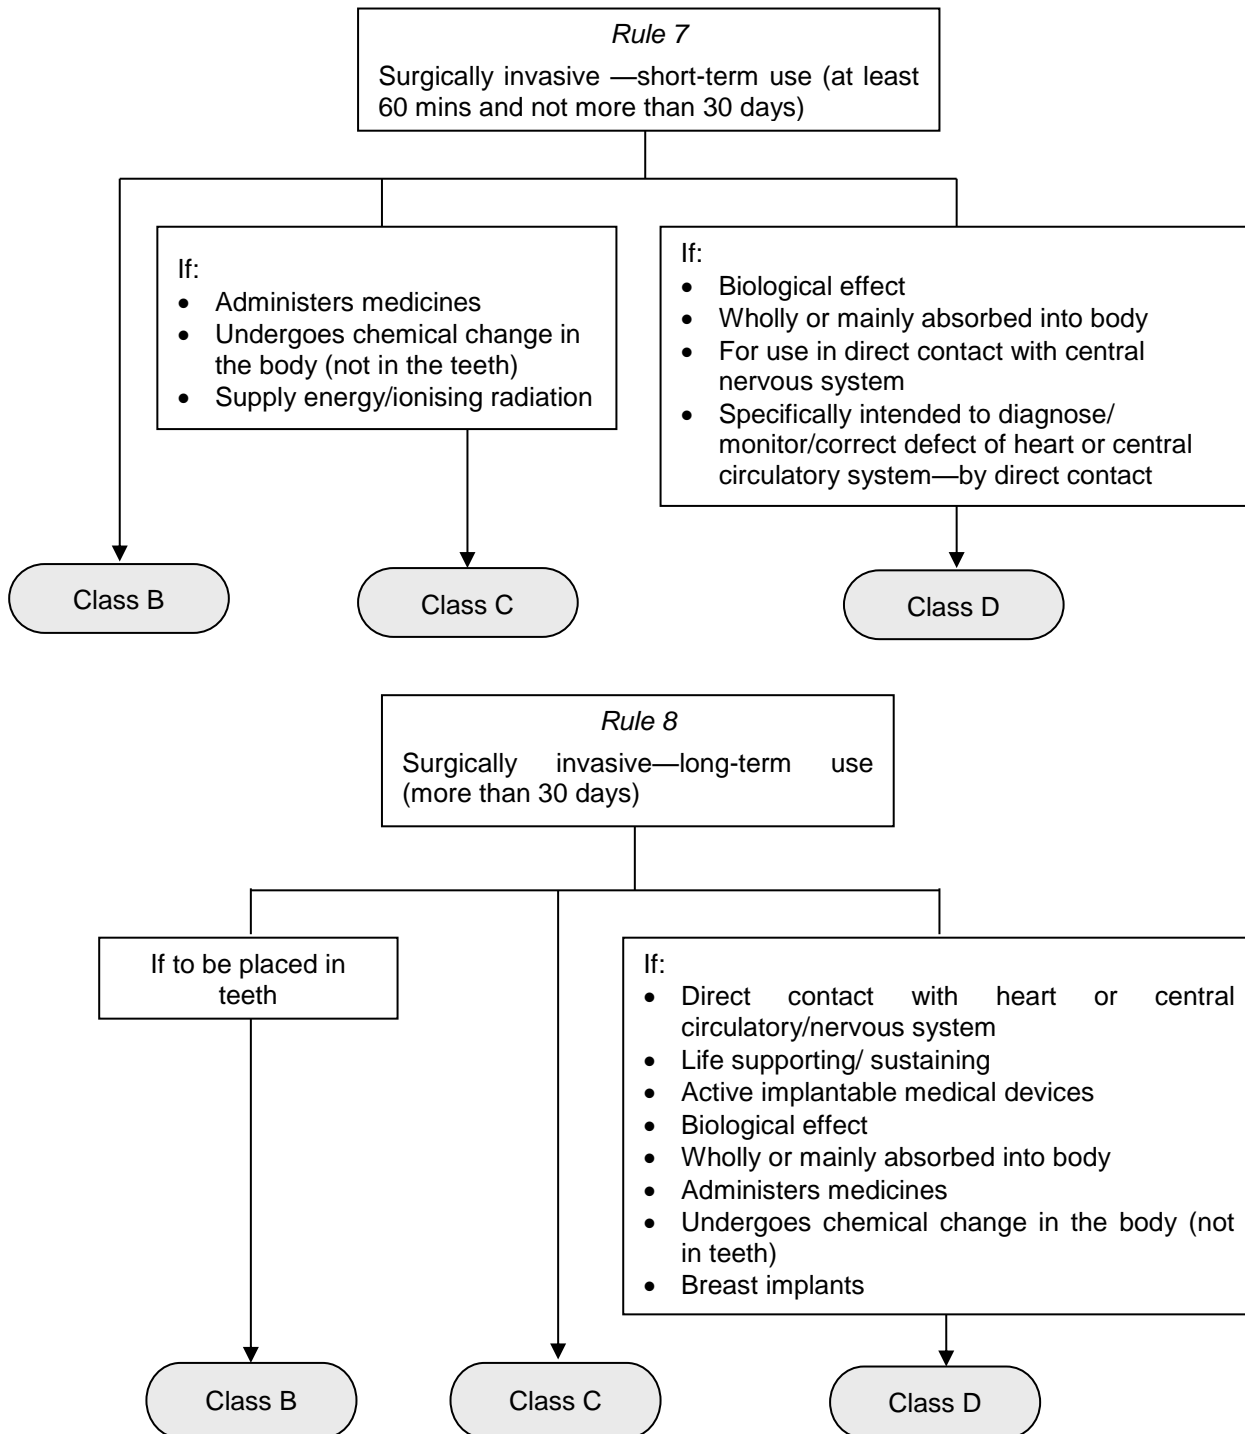 Rule 7
Surgically invasive —short-term use (at least
60 mins and not more than 30 days)
If:
• Administers medicines
• Undergoes chemical change in
the body (not in the teeth)
• Supply energy/ionising radiation
If:
• Biological effect
• Wholly or mainly absorbed into body
• For use in direct contact with central
nervous system
• Specifically intended to diagnose/
monitor/correct defect of heart or central
circulatory system—by direct contact
Class B
Class C
Class D
Rule 8
Surgically invasive—long-term use
(more than 30 days)
If to be placed in
teeth
If:
• Direct contact with heart or central
circulatory/nervous system
• Life supporting/ sustaining
• Active implantable medical devices
• Biological effect
• Wholly or mainly absorbed into body
• Administers medicines
• Undergoes chemical change in the body (not
in teeth)
• Breast implants
Class B
Class C
Class D